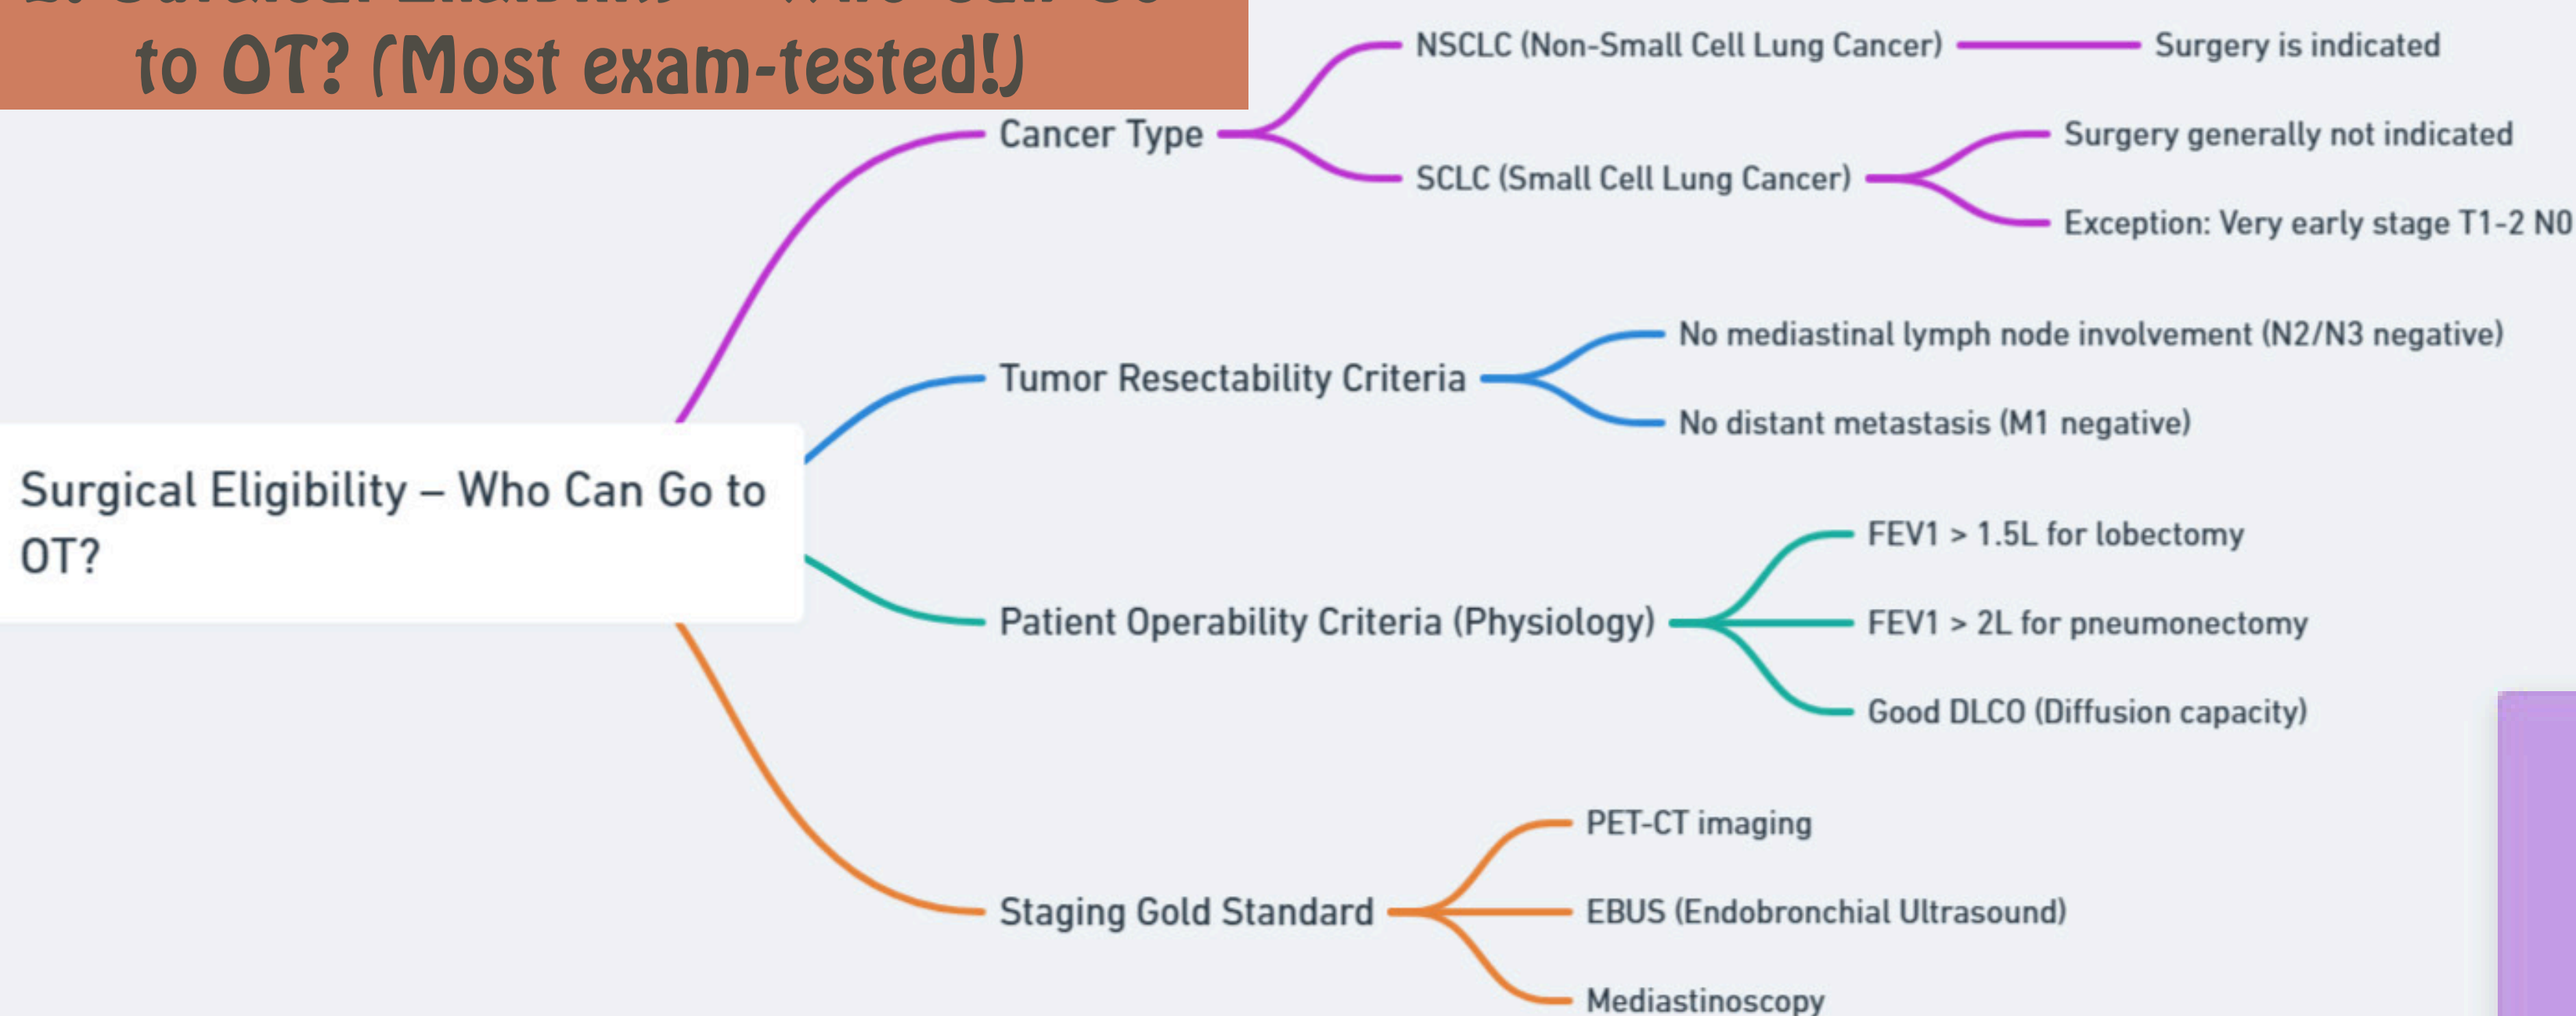 to OT? (Most exam-tested!)
Surgical Eligibility – Who Can Go to
OT?
Cancer Type
NSCLC (Non-Small Cell Lung Cancer)
Surgery is indicated
SCLC (Small Cell Lung Cancer)
Surgery generally not indicated
Exception: Very early stage T1-2 N0
Tumor Resectability Criteria
No mediastinal lymph node involvement (N2/N3 negative)
No distant metastasis (M1 negative)
Patient Operability Criteria (Physiology)
FEV1 > 1.5L for lobectomy
FEV1 > 2L for pneumonectomy
Good DLCO (Diffusion capacity)
Staging Gold Standard
PET-CT imaging
EBUS (Endobronchial Ultrasound)
Mediastinoscopy